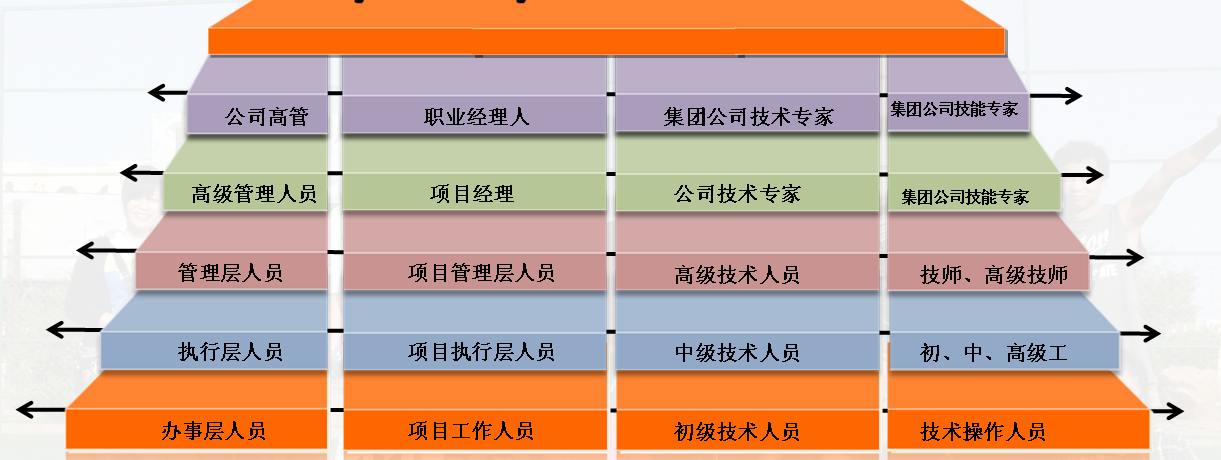 公司高管 职业经理人 集团公司技术专家 集团公司技能专家
高级管理人员 项目经理 公司技术专家 集团公司技能专家
管理层人员 项目管理层人员 高级技术人员 技师、高级技师
执行层人员 项目执行层人员 中级技术人员 初、中、高级工
办事层人员 项目工作人员 初级技术人员 技术操作人员